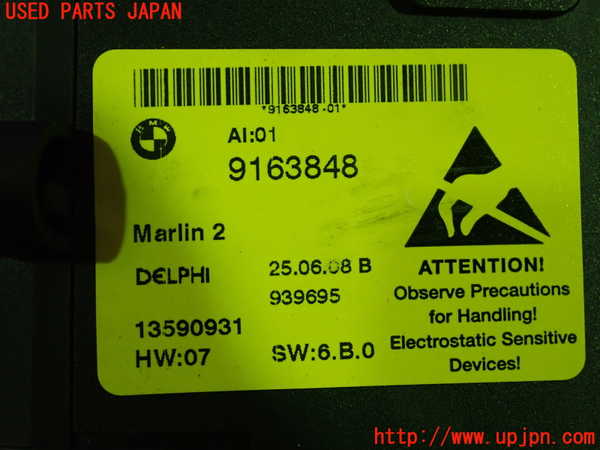 USED PARTS JAPAN
*9163848-01*
BMW
AI:01
9163848
Marlin 2
DELPHI
25.06.08 B
939695
13590931
HW:07
SW:6.B.0
ATTENTION!
Observe Precautions
for Handling!
Electrostatic Sensitive
Devices!
http://www.upjpn.com/